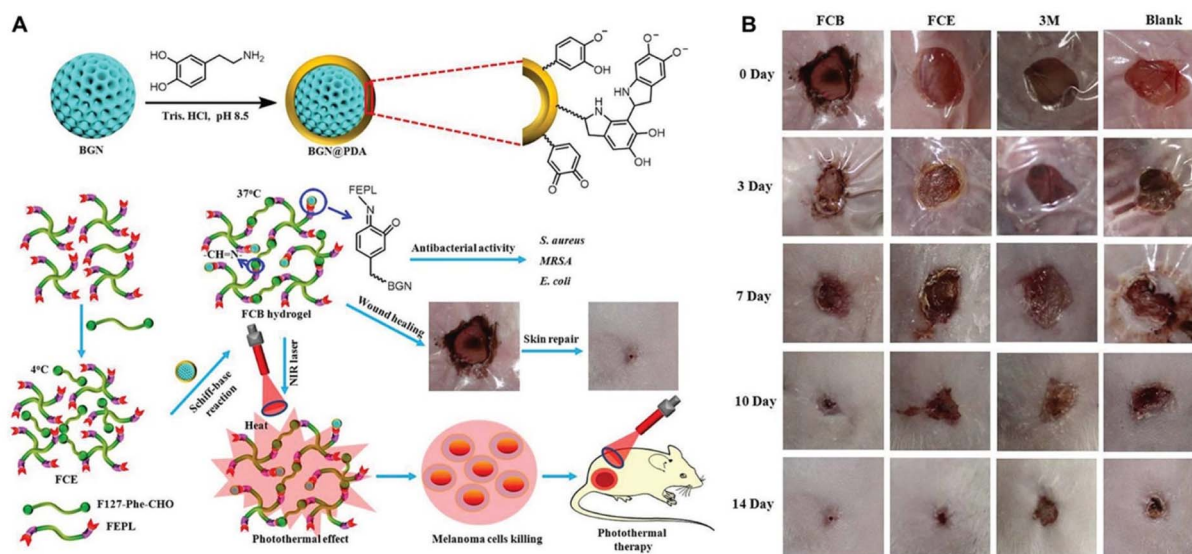 A
HO
HO
NH₂
Tris. HCl, pH 8.5
BGN
BGN@PDA
O⁻
OH
O⁻
O⁻
HN
NH
HN
OH
OH
O
O
37°C
-CH=N-
FCB hydrogel
FEPL
N
O
BGN
Antibacterial activity
S. aureus
MRSA
E. coli
Wound healing
Skin repair
4°C
FCE
Schiff-base
reaction
NIR laser
Heat
F127-Phe-CHO
FEPL
Photothermal effect
Melanoma cells killing
Photothermal
therapy
B
FCB FCE 3M Blank
0 Day
3 Day
7 Day
10 Day
14 Day